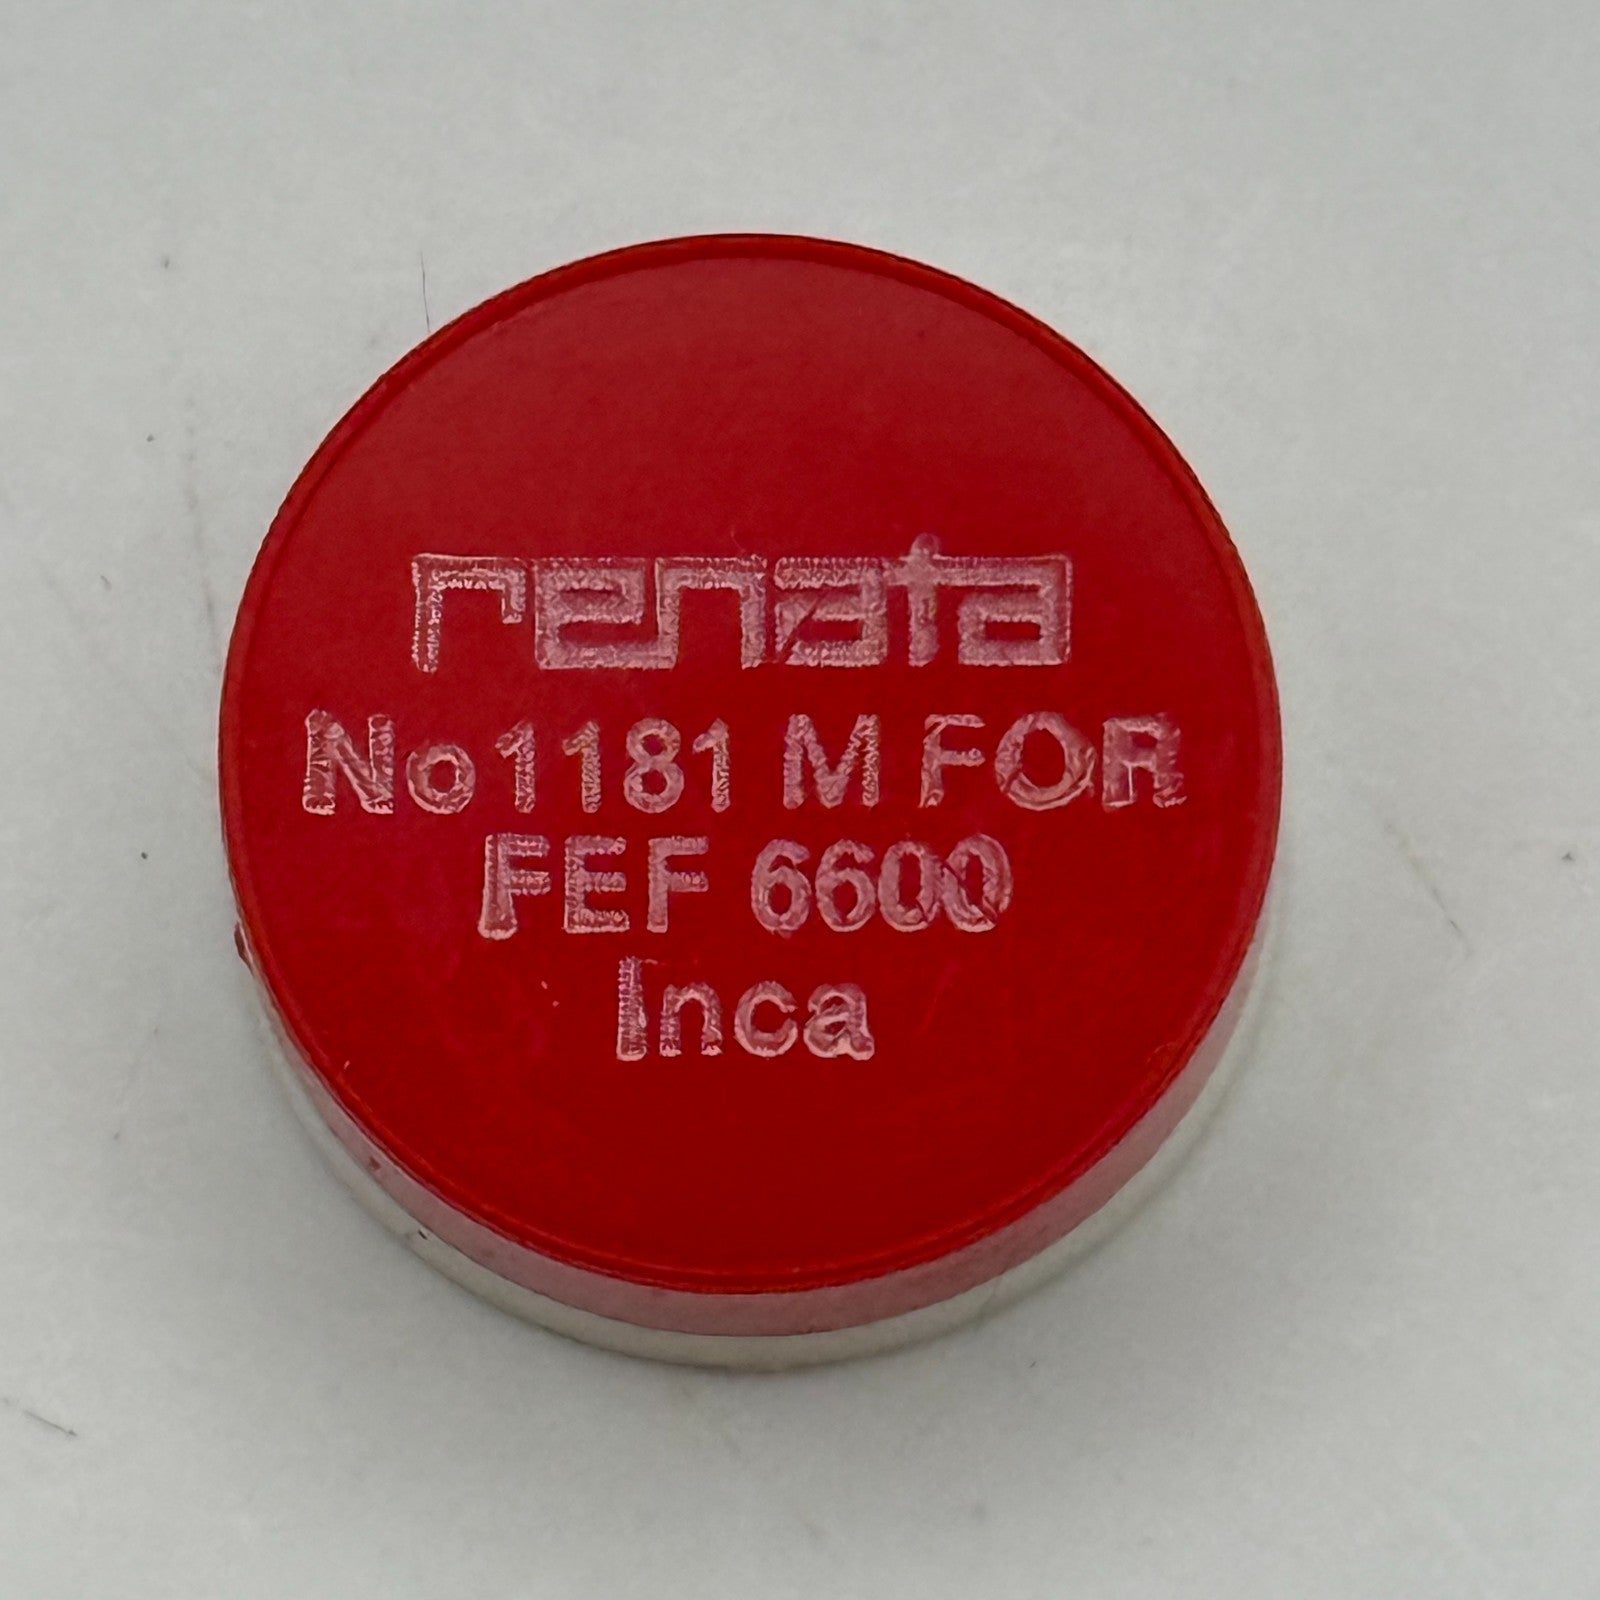 renata
No 1181 M FOR
FEF 6600
Inca